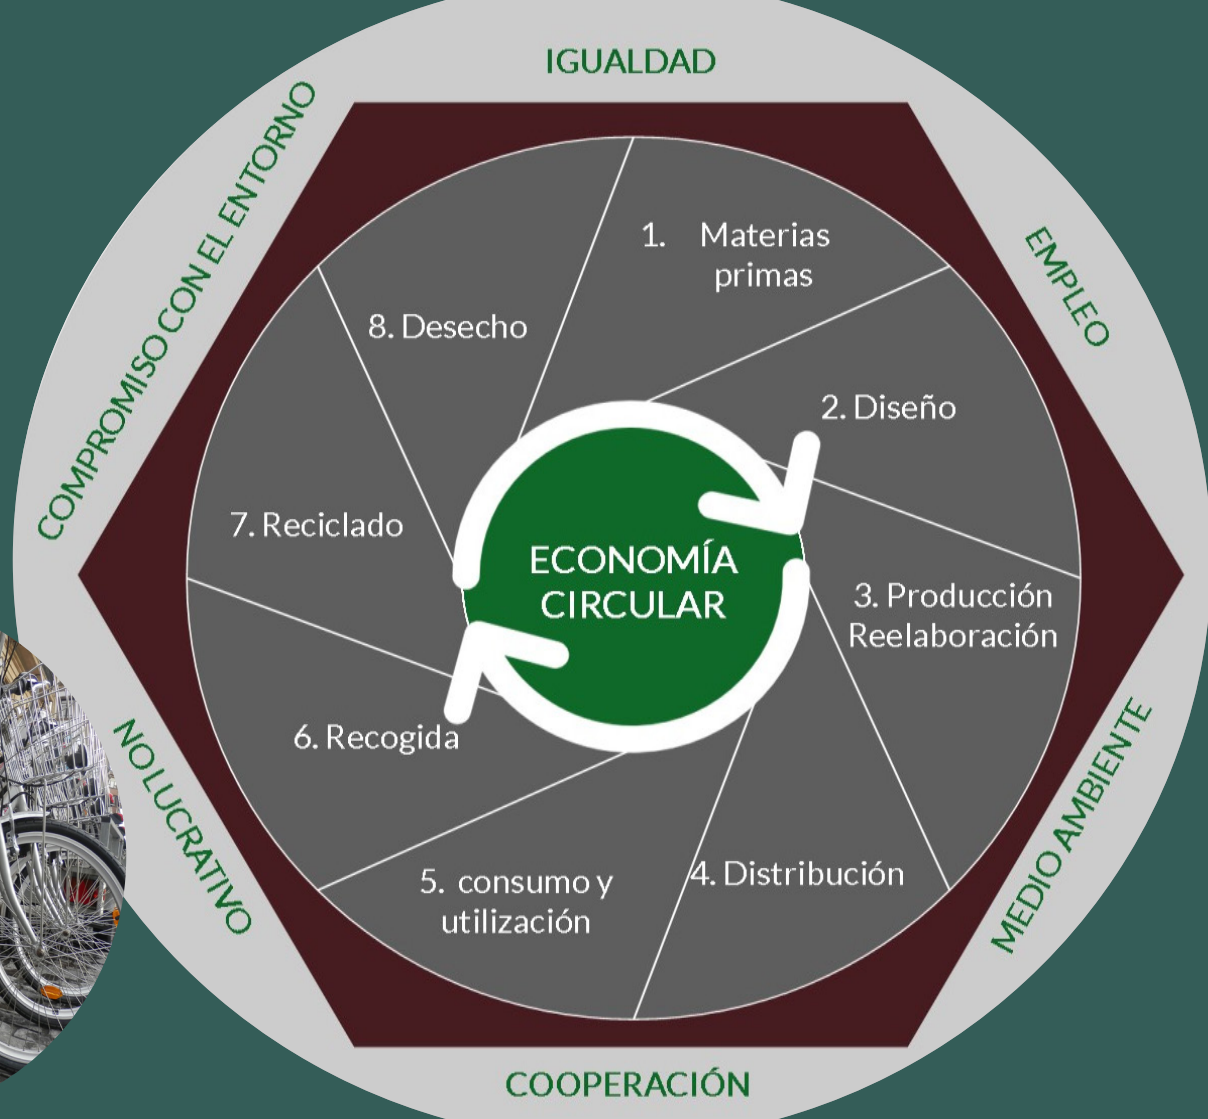 IGUALDAD
EMPLEO
MEDIO AMBIENTE
COOPERACIÓN
NO LUCRATIVO
COMPROMISO CON EL ENTORNO
1. Materias
primas
2. Diseño
3. Producción
Reelaboración
4. Distribución
5. consumo y
utilización
6. Recogida
7. Reciclado
8. Desecho
ECONOMÍA
CIRCULAR